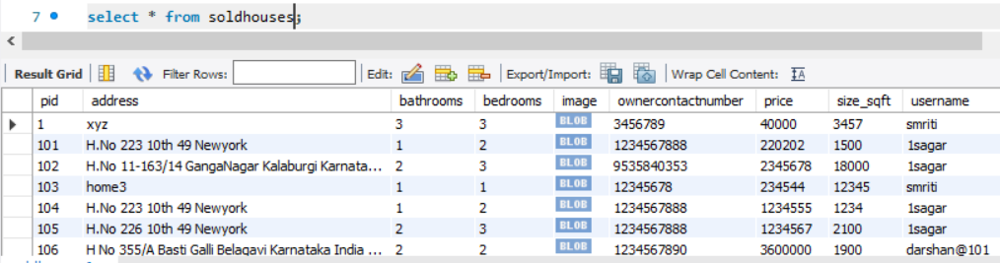 7 select * from soldhouses;
Result Grid Filter Rows: Edit: Export/Import: Wrap Cell Content: IA
pid address bathrooms bedrooms image ownercontactnumber price size_sqft username
1 xyz 3 3 BLOB 3456789 40000 3457 smriti
101 H.No 223 10th 49 Newyork 1 2 BLOB 1234567888 220202 1500 1sagar
102 H.No 11-163/14 GangaNagar Kalaburgi Karnata... 2 3 BLOB 9535840353 2345678 18000 1sagar
103 home3 1 1 BLOB 12345678 234544 12345 smriti
104 H.No 223 10th 49 Newyork 1 2 BLOB 1234567888 1234555 1234 1sagar
105 H.No 226 10th 49 Newyork 2 3 BLOB 1234567888 1234567 2100 1sagar
106 H No 355/A Basti Galli Belagavi Karnataka India ... 2 2 BLOB 1234567890 3600000 1900 darshan@101